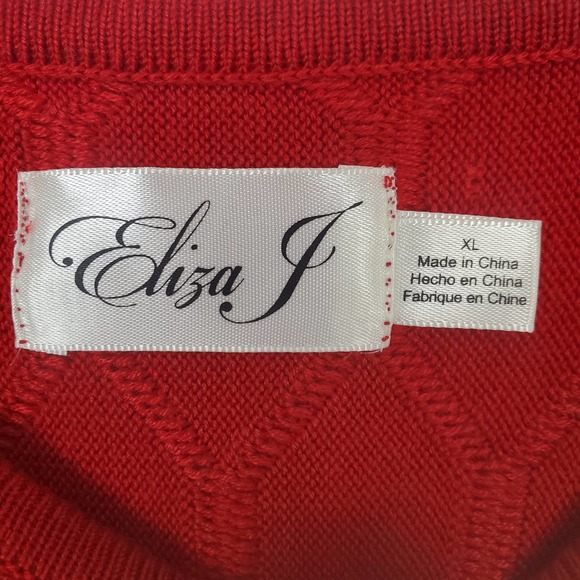 Eliza J
XL
Made in China
Hecho en China
Fabrique en Chine